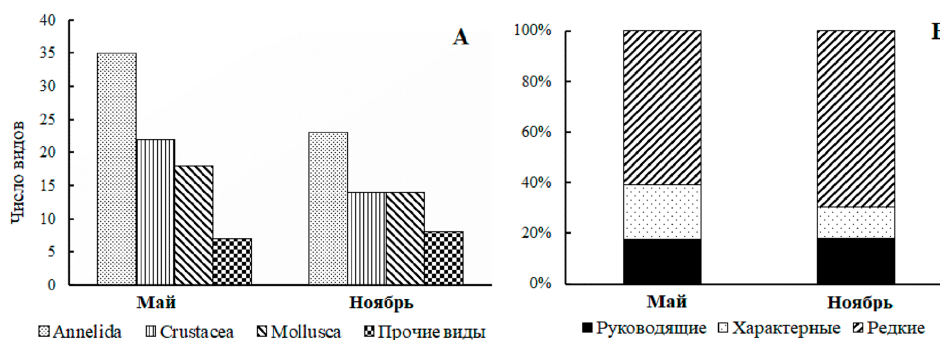 Число видов
40
35
30
25
20
15
10
5
0
А
Май Ноябрь
Annelida Crustacea Mollusca Прочие виды
100%
80%
60%
40%
20%
0%
Май Ноябрь
Руководящие Характерные Редкие